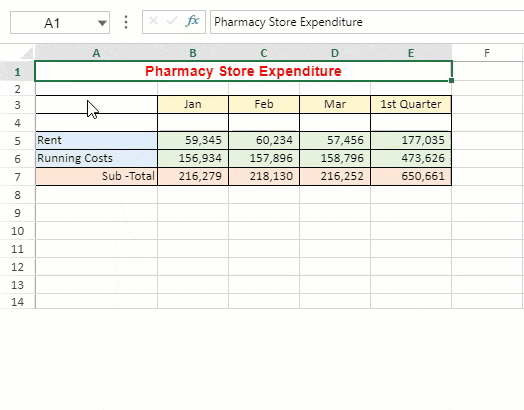 A1 fx Pharmacy Store Expenditure
A B C D E F
1 Pharmacy Store Expenditure
2
3 Jan Feb Mar 1st Quarter
4
5 Rent 59,345 60,234 57,456 177,035
6 Running Costs 156,934 157,896 158,796 473,626
7 Sub -Total 216,279 218,130 216,252 650,661
8
9
10
11
12
13
14